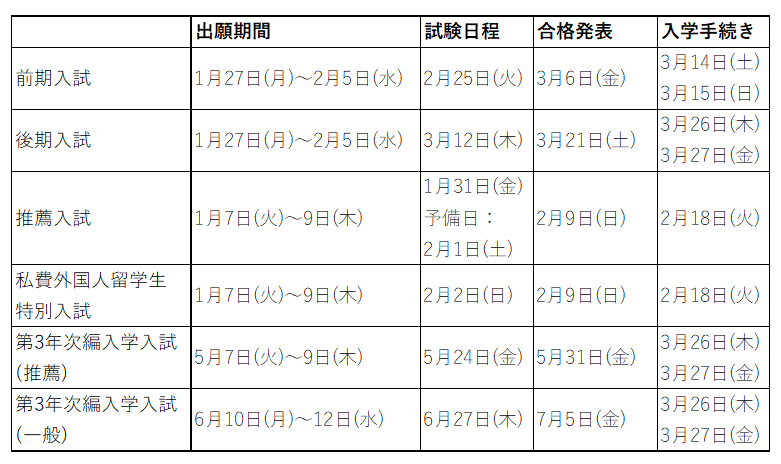 出願期間 試験日程 合格発表 入学手続き
前期入試 1月27日(月)～2月5日(水) 2月25日(火) 3月6日(金) 3月14日(土)
3月15日(日)
後期入試 1月27日(月)～2月5日(水) 3月12日(木) 3月21日(土) 3月26日(木)
3月27日(金)
推薦入試 1月7日(火)～9日(木) 1月31日(金)
予備日：
2月1日(土)
2月9日(日) 2月18日(火)
私費外国人留学生
特別入試
1月7日(火)～9日(木) 2月2日(日) 2月9日(日) 2月18日(火)
第3年次編入学入試
(推薦)
5月7日(火)～9日(木) 5月24日(金) 5月31日(金) 3月26日(木)
3月27日(金)
第3年次編入学入試
(一般)
6月10日(月)～12日(水) 6月27日(木) 7月5日(金) 3月26日(木)
3月27日(金)